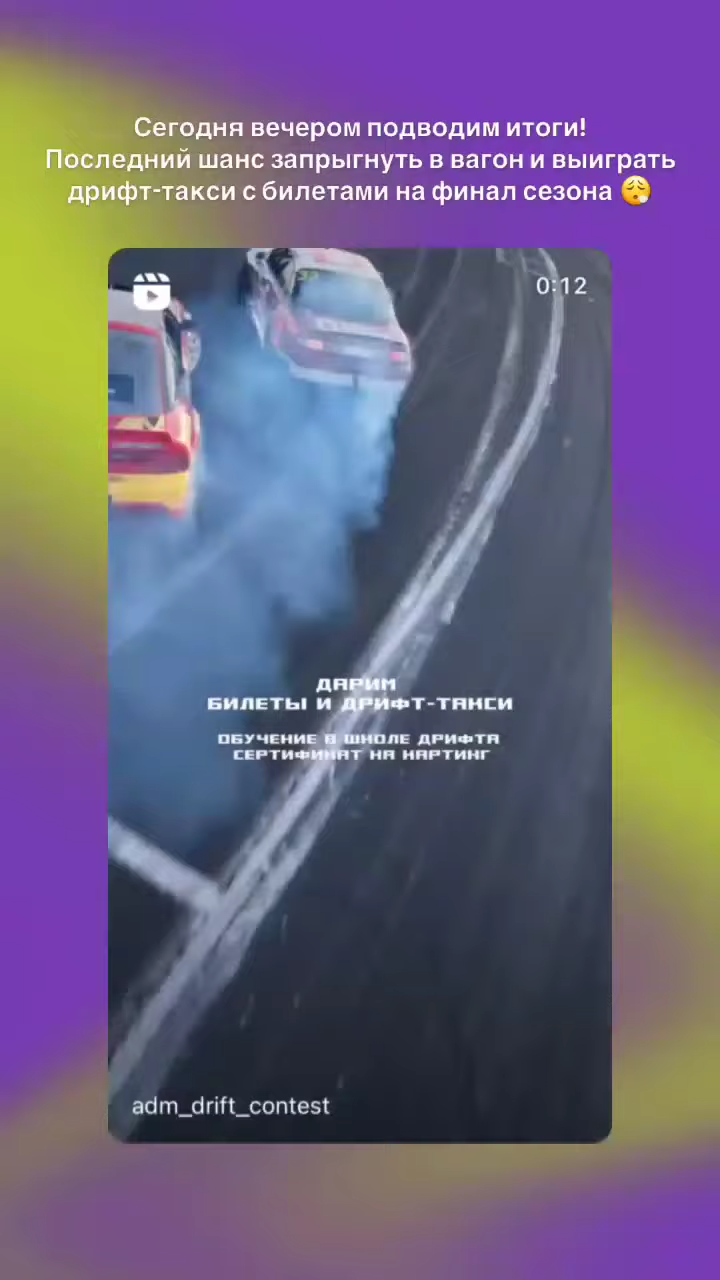 Сегодня вечером подводим итоги!
Последний шанс запрыгнуть в вагон и выиграть
дрифт-такси с билетами на финал сезона 😮‍💨
0:12
ДАРИМ
БИЛЕТЫ И ДРИФТ-ТАКСИ
ОБУЧЕНИЕ В ШКОЛЕ ДРИФТА
СЕРТИФИКАТ НА КАРТИНГ
adm_drift_contest